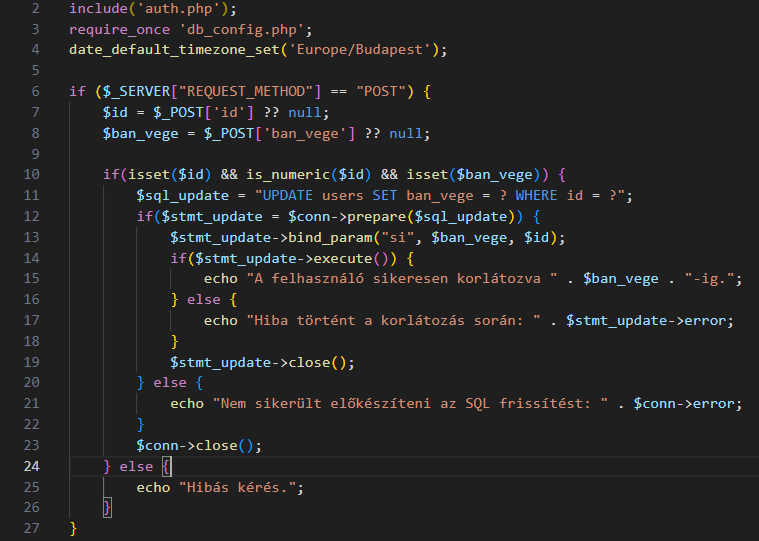 2 include('auth.php');
3 require_once 'db_config.php';
4 date_default_timezone_set('Europe/Budapest');
5
6 if ($_SERVER["REQUEST_METHOD"] == "POST") {
7     $id = $_POST['id'] ?? null;
8     $ban_vege = $_POST['ban_vege'] ?? null;
9
10     if(isset($id) && is_numeric($id) && isset($ban_vege)) {
11         $sql_update = "UPDATE users SET ban_vege = ? WHERE id = ?";
12         if($stmt_update = $conn->prepare($sql_update)) {
13             $stmt_update->bind_param("si", $ban_vege, $id);
14             if($stmt_update->execute()) {
15                 echo "A felhasználó sikeresen korlátozva " . $ban_vege . "-ig.";
16             } else {
17                 echo "Hiba történt a korlátozás során: " . $stmt_update->error;
18             }
19             $stmt_update->close();
20         } else {
21             echo "Nem sikerült előkészíteni az SQL frissítést: " . $conn->error;
22         }
23         $conn->close();
24     } else {
25         echo "Hibás kérés.";
26     }
27 }